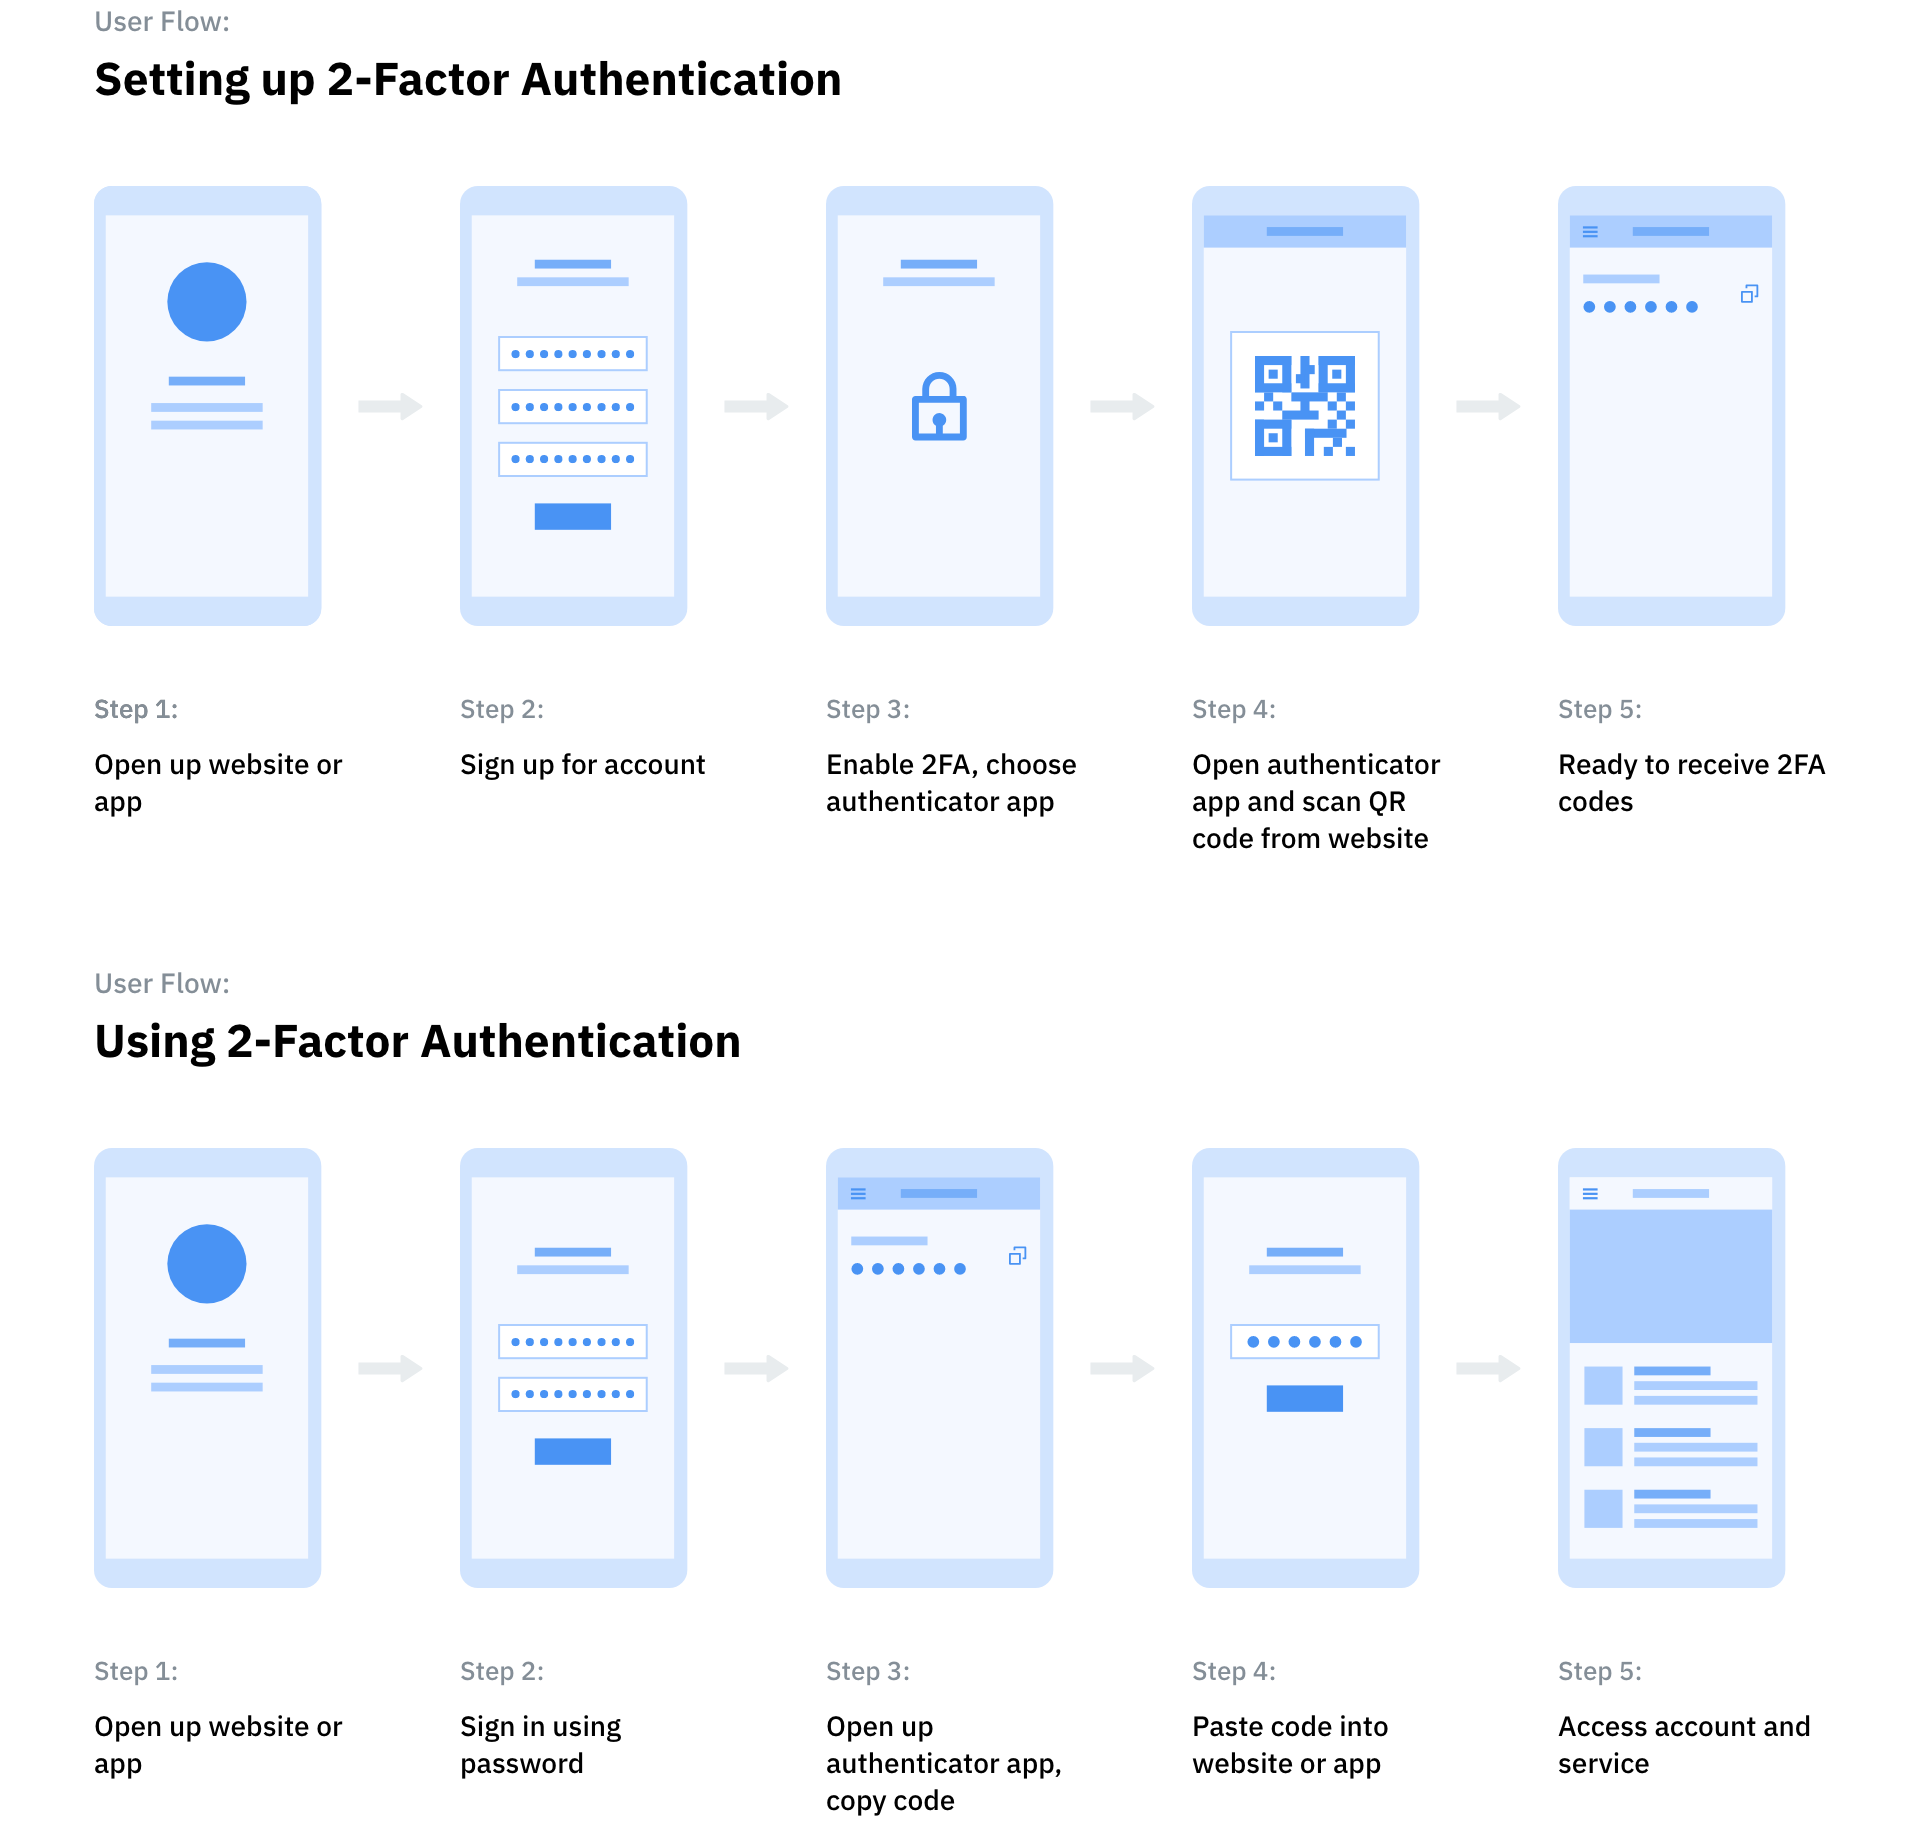 User Flow:
Setting up 2-Factor Authentication
Step 1:
Open up website or
app
Step 2:
Sign up for account
Step 3:
Enable 2FA, choose
authenticator app
Step 4:
Open authenticator
app and scan QR
code from website
Step 5:
Ready to receive 2FA
codes
User Flow:
Using 2-Factor Authentication
Step 1:
Open up website or
app
Step 2:
Sign in using
password
Step 3:
Open up
authenticator app,
copy code
Step 4:
Paste code into
website or app
Step 5:
Access account and
service